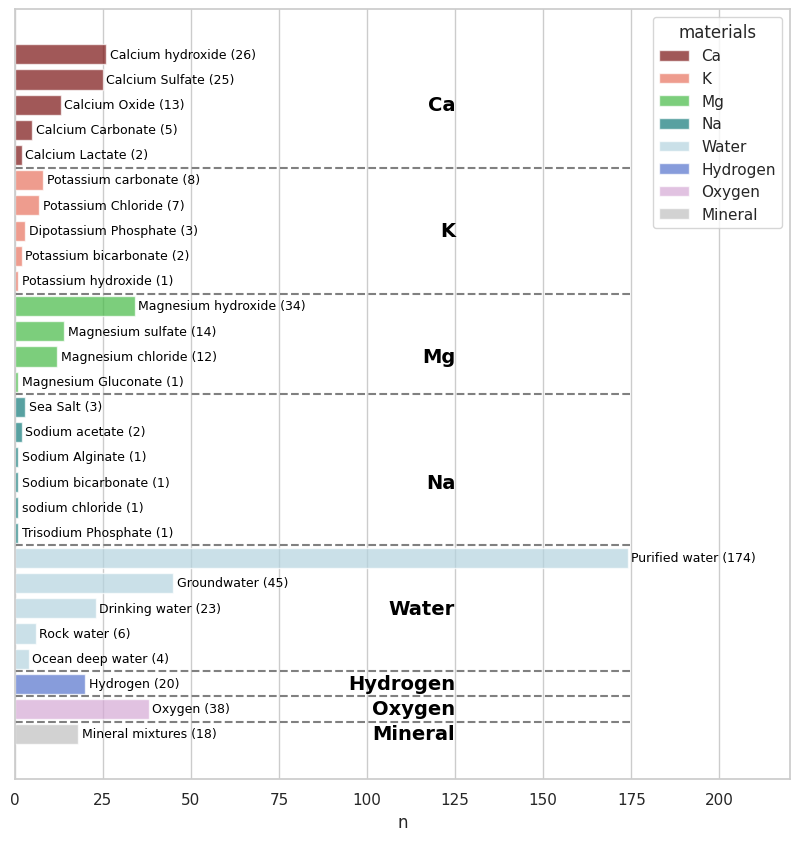 materials
Ca
K
Mg
Na
Water
Hydrogen
Oxygen
Mineral
Calcium hydroxide (26)
Calcium Sulfate (25)
Calcium Oxide (13)
Ca
Calcium Carbonate (5)
Calcium Lactate (2)
Potassium carbonate (8)
Potassium Chloride (7)
Dipotassium Phosphate (3)
K
Potassium bicarbonate (2)
Potassium hydroxide (1)
Magnesium hydroxide (34)
Magnesium sulfate (14)
Magnesium chloride (12)
Mg
Magnesium Gluconate (1)
Sea Salt (3)
Sodium acetate (2)
Sodium Alginate (1)
Sodium bicarbonate (1)
Na
sodium chloride (1)
Trisodium Phosphate (1)
Purified water (174)
Groundwater (45)
Drinking water (23)
Water
Rock water (6)
Ocean deep water (4)
Hydrogen (20)
Hydrogen
Oxygen (38)
Oxygen
Mineral mixtures (18)
Mineral
0 25 50 75 100 125 150 175 200
n